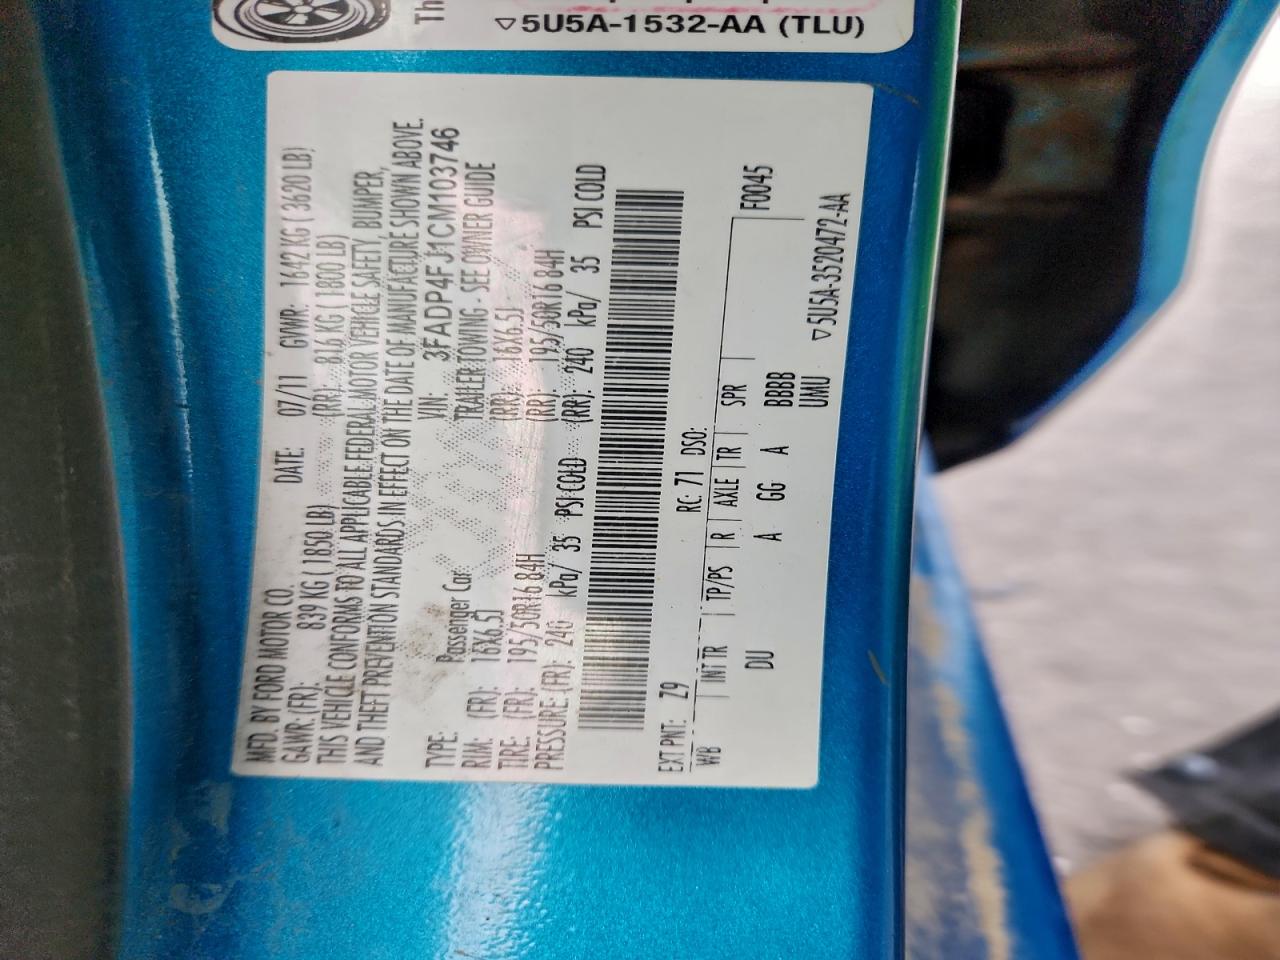 Th
▽5U5A-1532-AA (TLU)
MFD. BY FORD MOTOR CO. DATE: 07/11 GVWR: 1642 KG ( 3620 LB)
GAWR: (FR): 839 KG ( 1850 LB) (RR): 816 KG ( 1800 LB)
THIS VEHICLE CONFORMS TO ALL APPLICABLE FEDERAL MOTOR VEHICLE SAFETY, BUMPER,
AND THEFT PREVENTION STANDARDS IN EFFECT ON THE DATE OF MANUFACTURE SHOWN ABOVE.
VIN: 3FADP4FJ1CM103746
TYPE: Passenger Car TRAILER TOWING - SEE OWNER GUIDE
RIM: (FR): 16X6.5J (RR): 16X6.5J
TIRE: (FR): 195/50R16 84H (RR): 195/50R16 84H
PRESSURE: (FR): 240 kPa/ 35 PSI COLD (RR): 240 kPa/ 35 PSI COLD
EXT PNT: Z9 RC: 71 DSO: F0045
WB INT TR TP/PS R AXLE TR SPR
DU A GG A BBBB
UMU
▽5U5A-3520472-AA